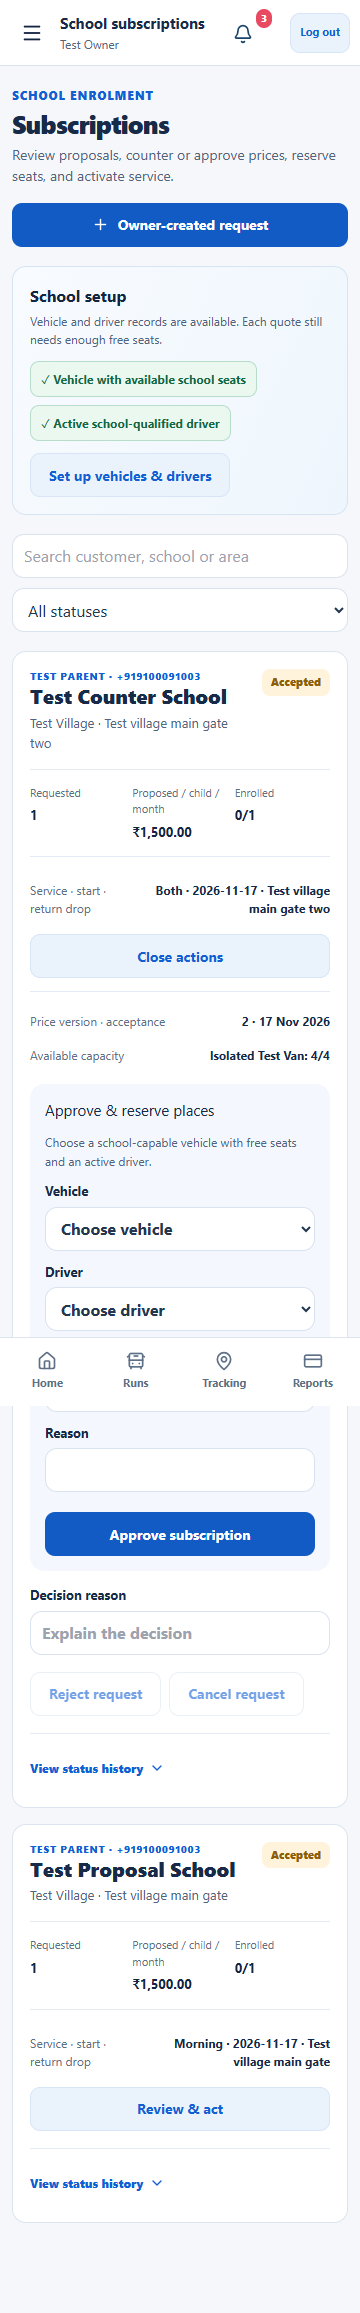 School subscriptions
Test Owner
3
Log out
SCHOOL ENROLMENT
Subscriptions
Review proposals, counter or approve prices, reserve
seats, and activate service.
+ Owner-created request
School setup
Vehicle and driver records are available. Each quote still
needs enough free seats.
✓ Vehicle with available school seats
✓ Active school-qualified driver
Set up vehicles & drivers
Search customer, school or area
All statuses
TEST PARENT · +919100091003
Accepted
Test Counter School
Test Village · Test village main gate
two
Requested
1
Proposed / child /
month
₹1,500.00
Enrolled
0/1
Service · start ·
return drop
Both · 2026-11-17 · Test village
main gate two
Close actions
Price version · acceptance
2 · 17 Nov 2026
Available capacity
Isolated Test Van: 4/4
Approve & reserve places
Choose a school-capable vehicle with free seats
and an active driver.
Vehicle
Choose vehicle
Driver
Choose driver
Home
Runs
Tracking
Reports
Reason
Approve subscription
Decision reason
Explain the decision
Reject request
Cancel request
View status history
TEST PARENT · +919100091003
Accepted
Test Proposal School
Test Village · Test village main gate
Requested
1
Proposed / child /
month
₹1,500.00
Enrolled
0/1
Service · start ·
return drop
Morning · 2026-11-17 · Test
village main gate
Review & act
View status history